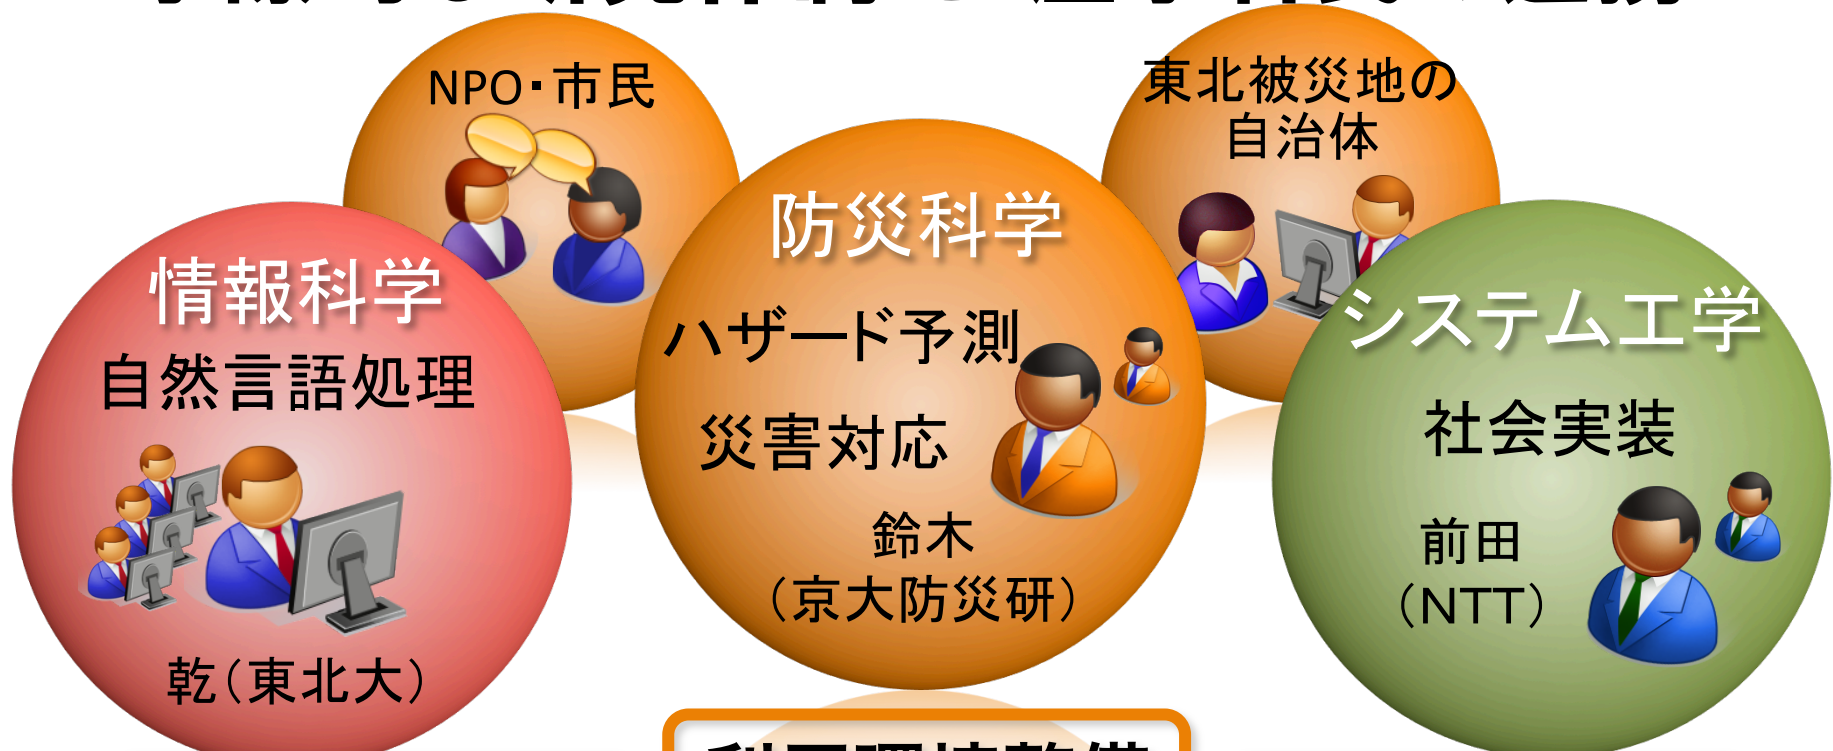 NPO・市民
東北被災地の
自治体
防災科学
ハザード予測
災害対応
鈴木
（京大防災研）
情報科学
自然言語処理
乾（東北大）
システム工学
社会実装
前田
（NTT）